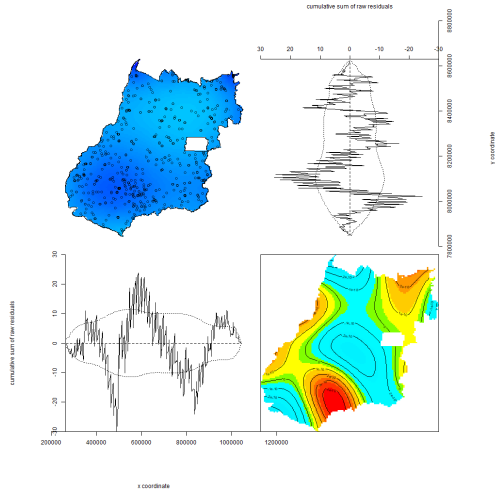 cumulative sum of raw residuals
30 20 10 0 -10 -20 -30
8800000
8600000
8400000
8200000
8000000
7800000
y coordinate
30
20
10
0
-10
-20
-30
cumulative sum of raw residuals
200000 400000 600000 800000 1000000 1200000
x coordinate